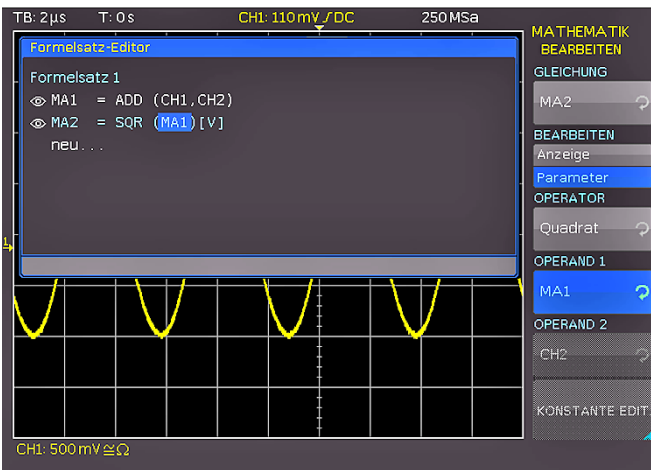 TB: 2µs T: 0s CH1: 110 mV / DC 250 MSa
Formelsatz-Editor
Formelsatz 1
MA1 = ADD (CH1,CH2)
MA2 = SQR (MA1)[V]
neu...
1
CH1: 500 mV ≅Ω
MATHEMATIK
BEARBEITEN
GLEICHUNG
MA2
BEARBEITEN
Anzeige
Parameter
OPERATOR
Quadrat
OPERAND 1
MA1
OPERAND 2
CH2
KONSTANTE EDIT.